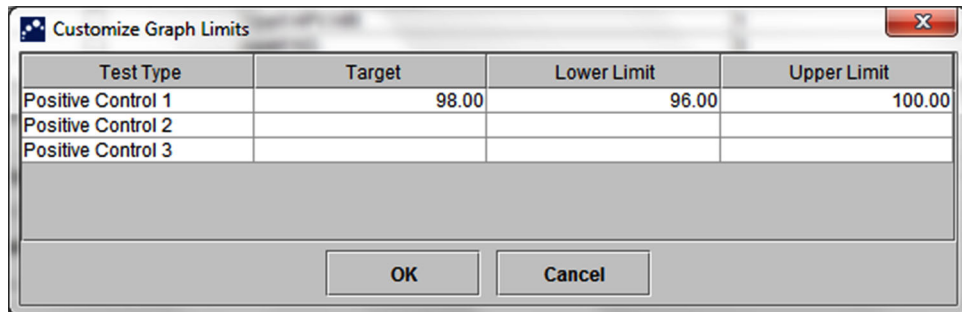 Customize Graph Limits
Test Type Target Lower Limit Upper Limit
Positive Control 1 98.00 96.00 100.00
Positive Control 2
Positive Control 3
OK Cancel